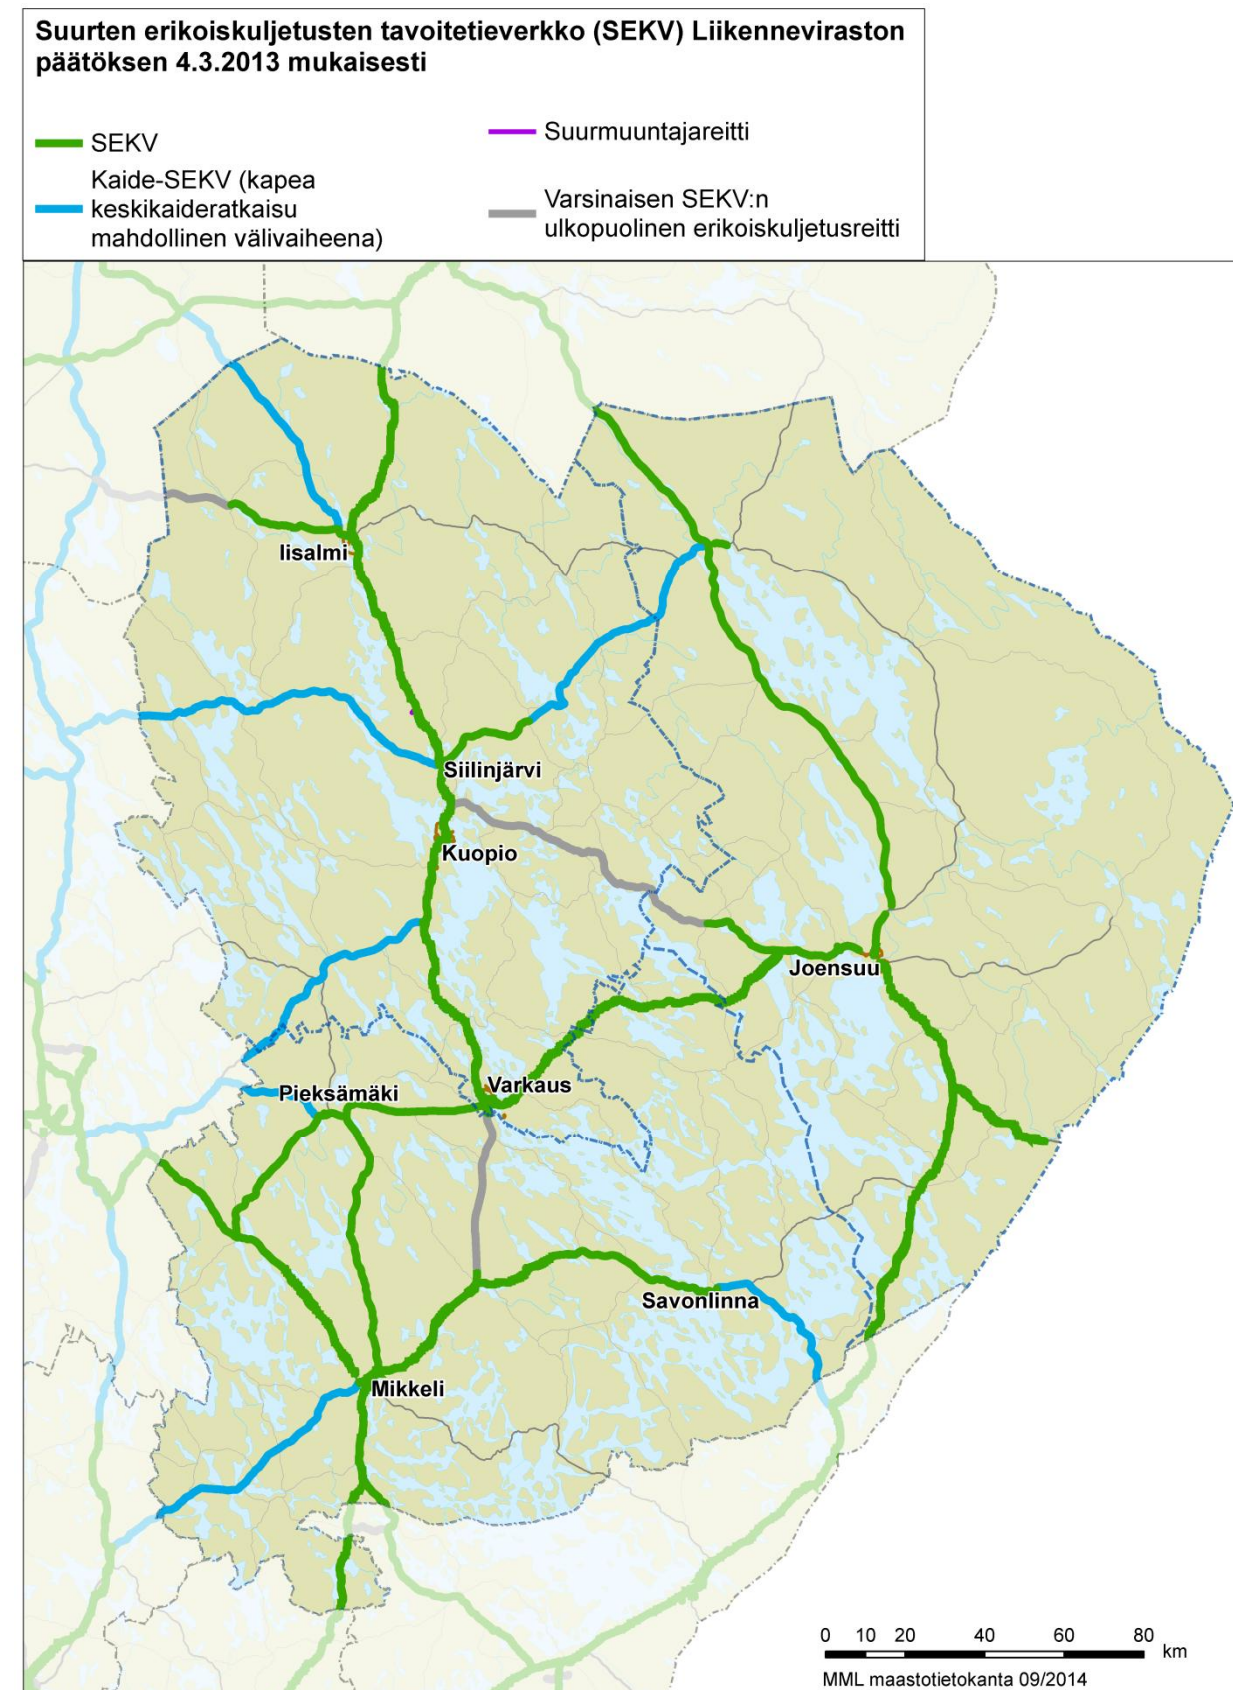 Suurten erikoiskuljetusten tavoitetieverkko (SEKV) Liikenneviraston
päätöksen 4.3.2013 mukaisesti
SEKV
Kaide-SEKV (kapea
keskikaideratkaisu
mahdollinen välivaiheena)
Suurmuuntajareitti
Varsinaisen SEKV:n
ulkopuolinen erikoiskuljetusreitti
Iisalmi
Siilinjärvi
Kuopio
Joensuu
Varkaus
Pieksämäki
Savonlinna
Mikkeli
0 10 20 40 60 80 km
MML maastotietokanta 09/2014